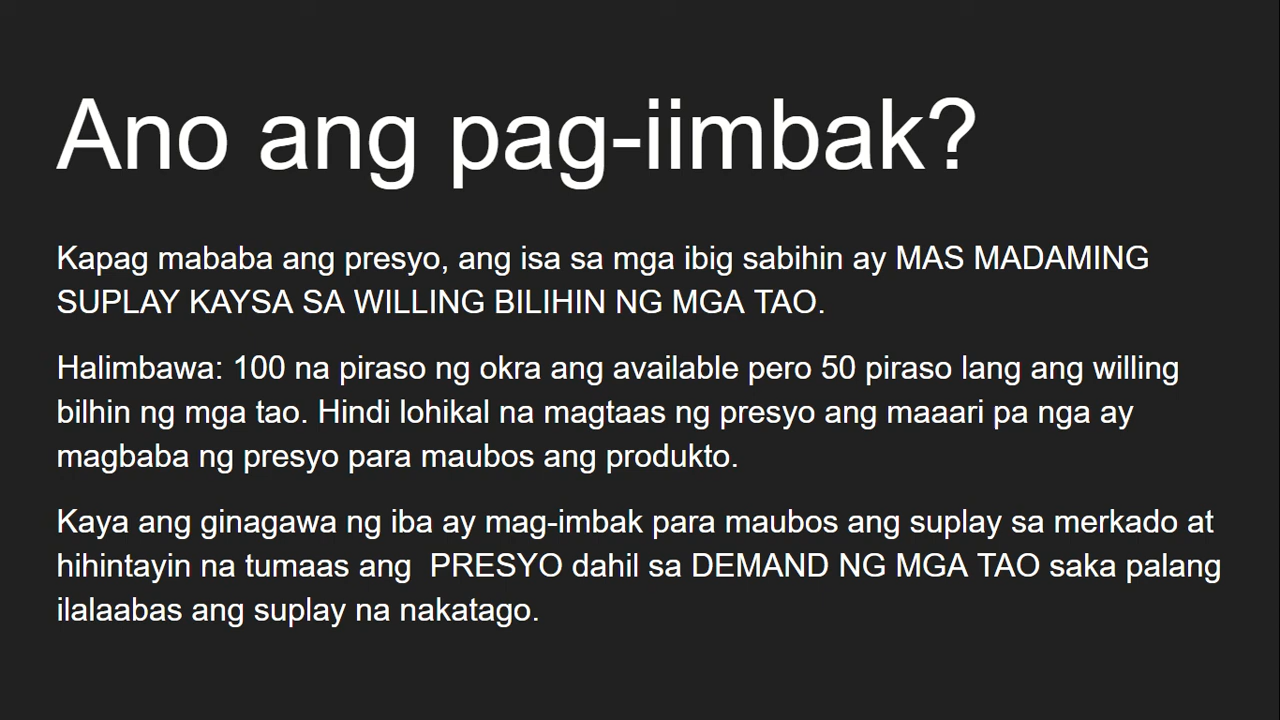 Ano ang pag-iimbak?
Kapag mababa ang presyo, ang isa sa mga ibig sabihin ay MAS MADAMING
SUPLAY KAYSA SA WILLING BILIHIN NG MGA TAO.
Halimbawa: 100 na piraso ng okra ang available pero 50 piraso lang ang willing
bilhin ng mga tao. Hindi lohikal na magtaas ng presyo ang maaari pa nga ay
magbaba ng presyo para maubos ang produkto.
Kaya ang ginagawa ng iba ay mag-imbak para maubos ang suplay sa merkado at
hihintayin na tumaas ang  PRESYO dahil sa DEMAND NG MGA TAO saka palang
ilalaabas ang suplay na nakatago.